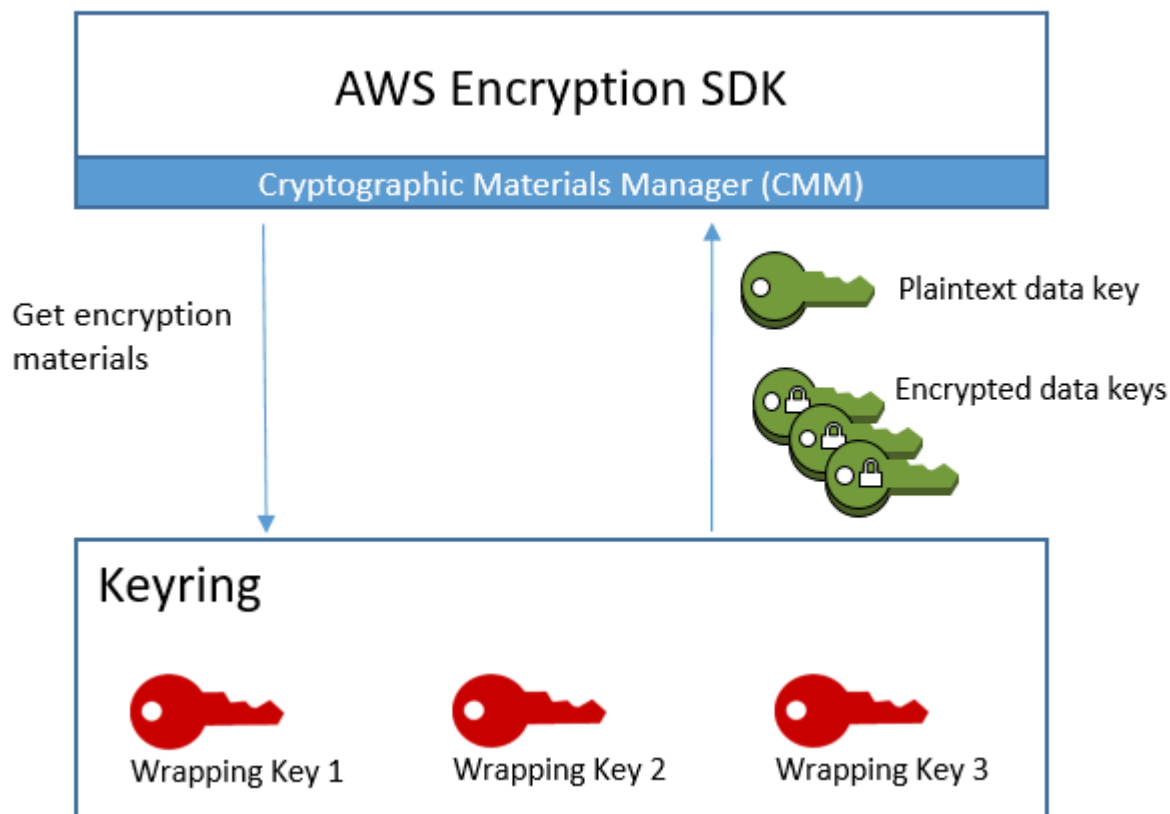 AWS Encryption SDK
Cryptographic Materials Manager (CMM)
Get encryption
materials
Plaintext data key
Encrypted data keys
Keyring
Wrapping Key 1
Wrapping Key 2
Wrapping Key 3